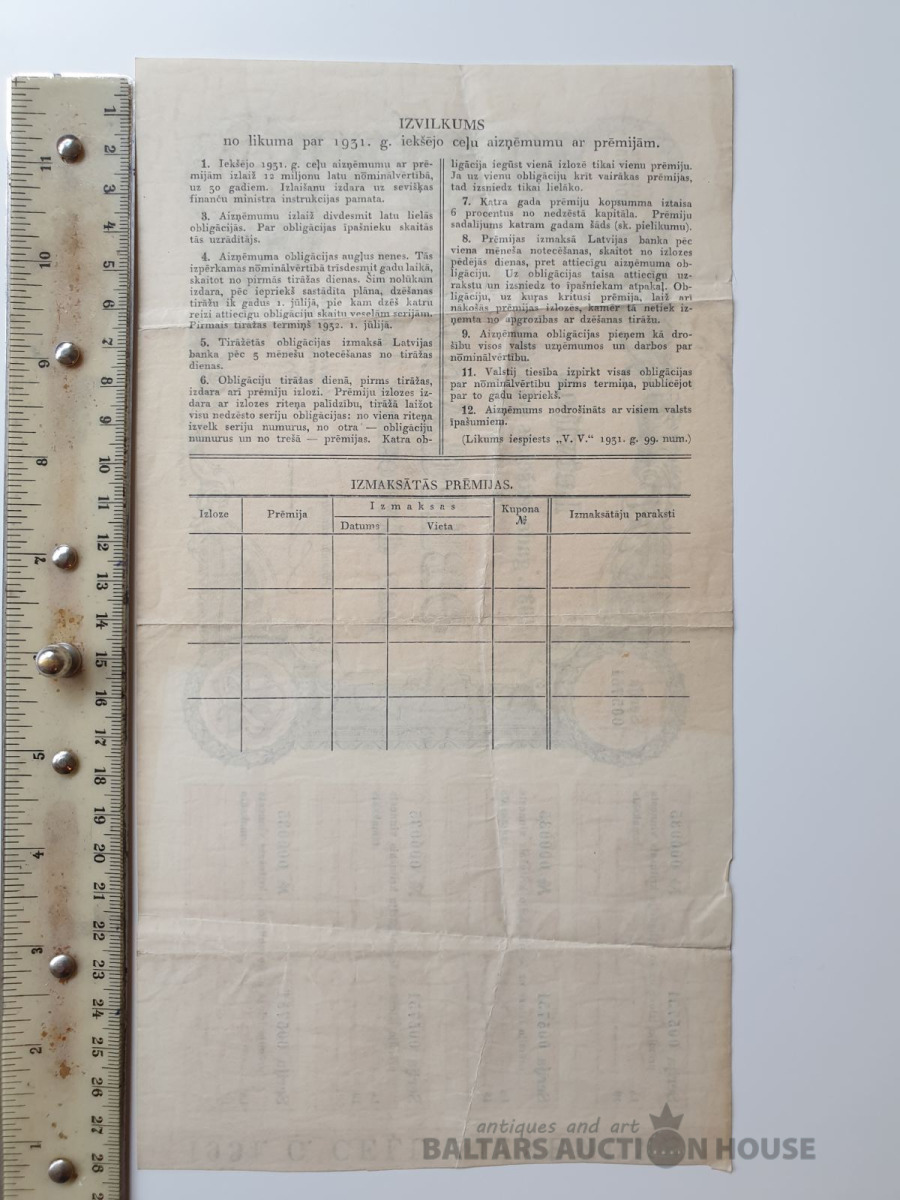 IZVILKUMS
no likuma par 1931. g. iekšējo ceļu aizņēmumu ar prēmijām.
1. Iekšējo 1931. g. ceļu aizņēmumu ar prē-
mijām izlaiž 12 miljonu latu nōminālvērtībā,
uz 30 gadiem. Izlaišanu izdara uz sevišķas
finanču ministra instrukcijas pamata.
3. Aizņēmumu izlaiž divdesmit latu lielās
obligācijās. Par obligācijas īpašnieku skaitās
tās uzrādītājs.
4. Aizņēmuma obligācijas augļus nenes. Tās
izpērkamas nōminālvērtībā trīsdesmit gadu laikā,
skaitot no pirmās tirāžas dienas. Šim nolūkam
izdara, pēc iepriekš sastādīta plāna, dzēšanas
tirāžu ik gadus 1. jūlijā, pie kam dzēš katru
reizi attiecīgu obligāciju skaitu veselām serijām.
Pirmais tirāžas termiņš 1932. 1. jūlijā.
5. Tirāžētās obligācijas izmaksā Latvijas
banka pēc 3 mēnešu notecēšanas no tirāžas
dienas.
6. Obligāciju tirāžas dienā, pirms tirāžas,
izdara arī prēmiju izlozi. Prēmiju izlozes iz-
dara ar izlozes riteņa palīdzību, tirāžā laižot
visu nedzēsto seriju obligācijas: no viena riteņa
izvelk seriju numurus, no otra — obligāciju
numurus un no trešā — prēmijas. Katra ob-
ligācija iegūst vienā izlozē tikai vienu prēmiju.
Ja uz vienu obligāciju krīt vairākas prēmijas,
tad izsniedz tikai lielāko.
7. Katra gada prēmiju kopsumma iztaisa
6 procentus no nedzēstā kapitāla. Prēmiju
sadalījums katram gadam šāds (sk. pielikumu).
8. Prēmijas izmaksā Latvijas banka pēc
viena mēneša notecēšanas, skaitot no izlozes
pēdējās dienas, pret attiecīgu aizņēmuma ob-
ligāciju. Uz obligācijas taisa attiecīgu uz-
rakstu un izsniedz to īpašniekam atpakaļ. Ob-
ligāciju, uz kuŗas kritusi prēmija, laiž arī
nākošās prēmijas izlozēs, kamēr tā netiek iz-
ņemta no apgrozības ar dzēšanas tirāžu.
9. Aizņēmuma obligācijas pieņem kā dro-
šību visos valsts uzņēmumos un darbos par
nōminālvērtību.
11. Valstij tiesība izpirkt visas obligācijas
par nōminālvērtību pirms termiņa, publicējot
par to gadu iepriekš.
12. Aizņēmums nodrošināts ar visiem valsts
īpašumiem.
(Likums iespiests „V. V.“ 1931. g. 99. num.)
IZMAKSĀTĀS PRĒMIJAS.
Izloze
Prēmija
Izmaksas
Datums
Vieta
Kupona
№
Izmaksātāju paraksti
antiques and art
BALTARS AUCTION HOUSE